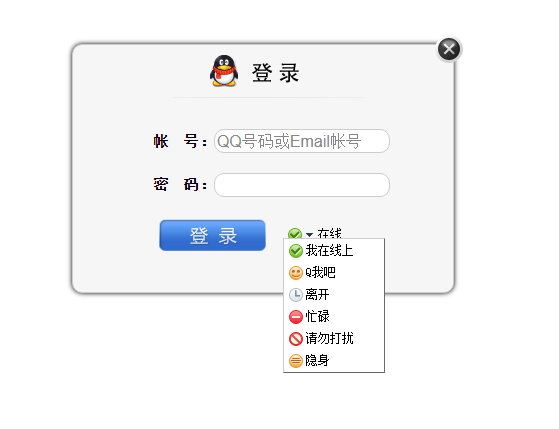 登 录
帐 号：QQ号码或Email帐号
密 码：
登 录
在线
我在线上
Q我吧
离开
忙碌
请勿打扰
隐身